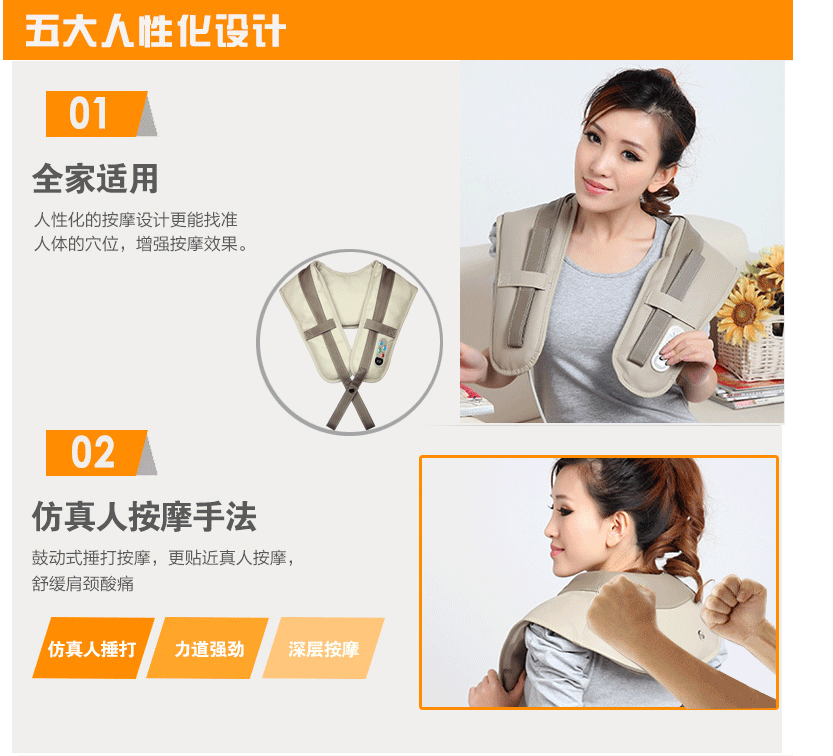 五大人性化设计
01
全家适用
人性化的按摩设计更能找准
人体的穴位，增强按摩效果。
02
仿真人按摩手法
鼓动式捶打按摩，更贴近真人按摩，
舒缓肩颈酸痛
仿真人捶打 力道强劲 深层按摩